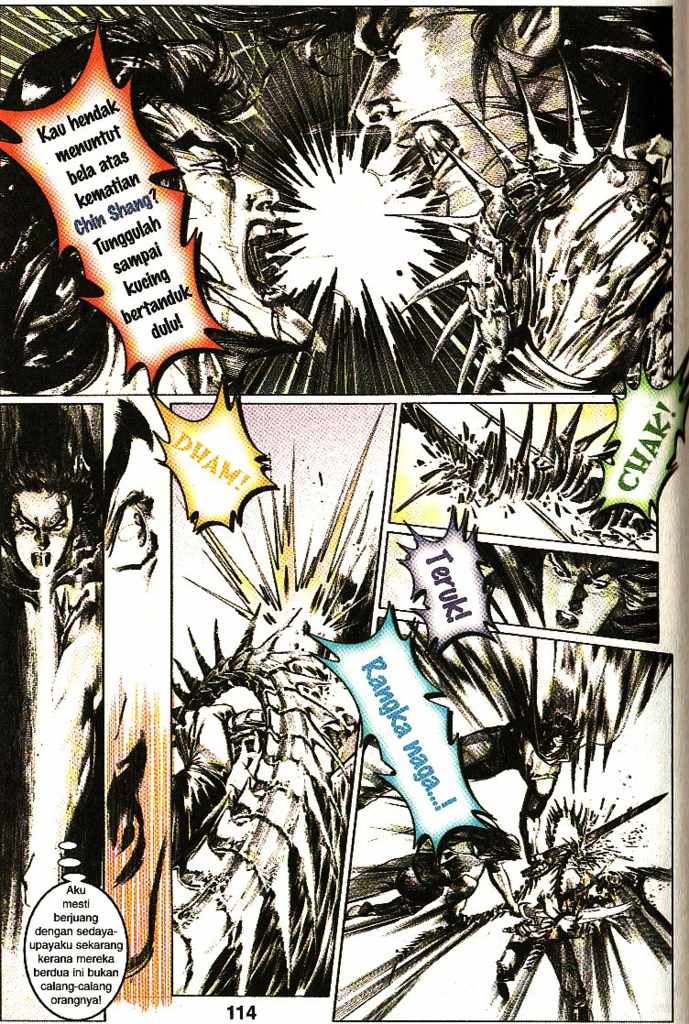 Kau hendak
menuntut
bela atas
kematian
Chin Shang?
Tunggulah
sampai
kucing
bertanduk
dulu!
DHAM!
CHAK!
Teruk!
Rangka naga...!
Aku
mesti
berjuang
dengan sedaya-
upayaku sekarang
kerana mereka
berdua ini bukan
calang-calang
orangnya!
114